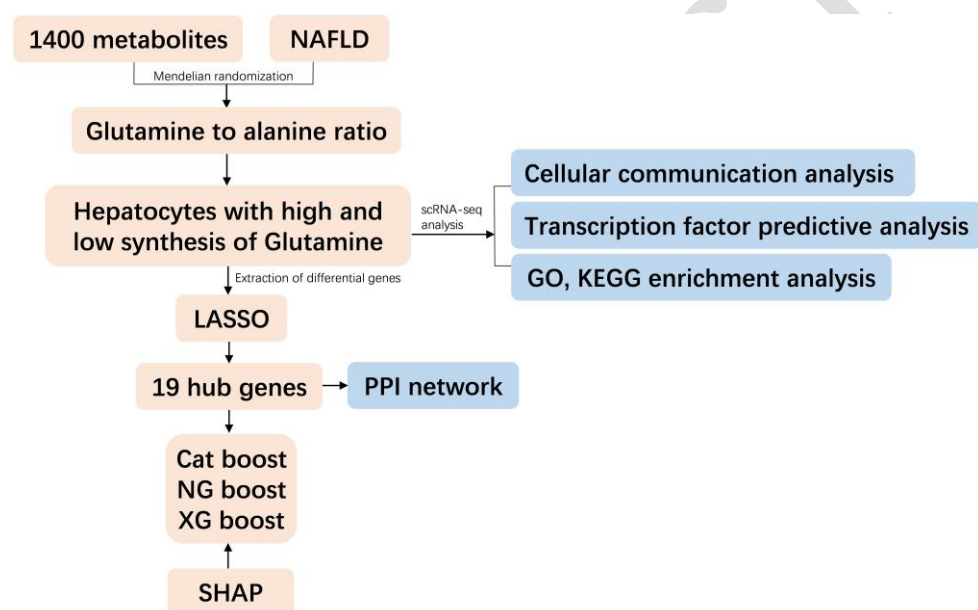 1400 metabolites
NAFLD
Mendelian randomization
Glutamine to alanine ratio
Hepatocytes with high and
low synthesis of Glutamine
scRNA-seq
analysis
Cellular communication analysis
Transcription factor predictive analysis
GO, KEGG enrichment analysis
Extraction of differential genes
LASSO
19 hub genes
PPI network
Cat boost
NG boost
XG boost
SHAP